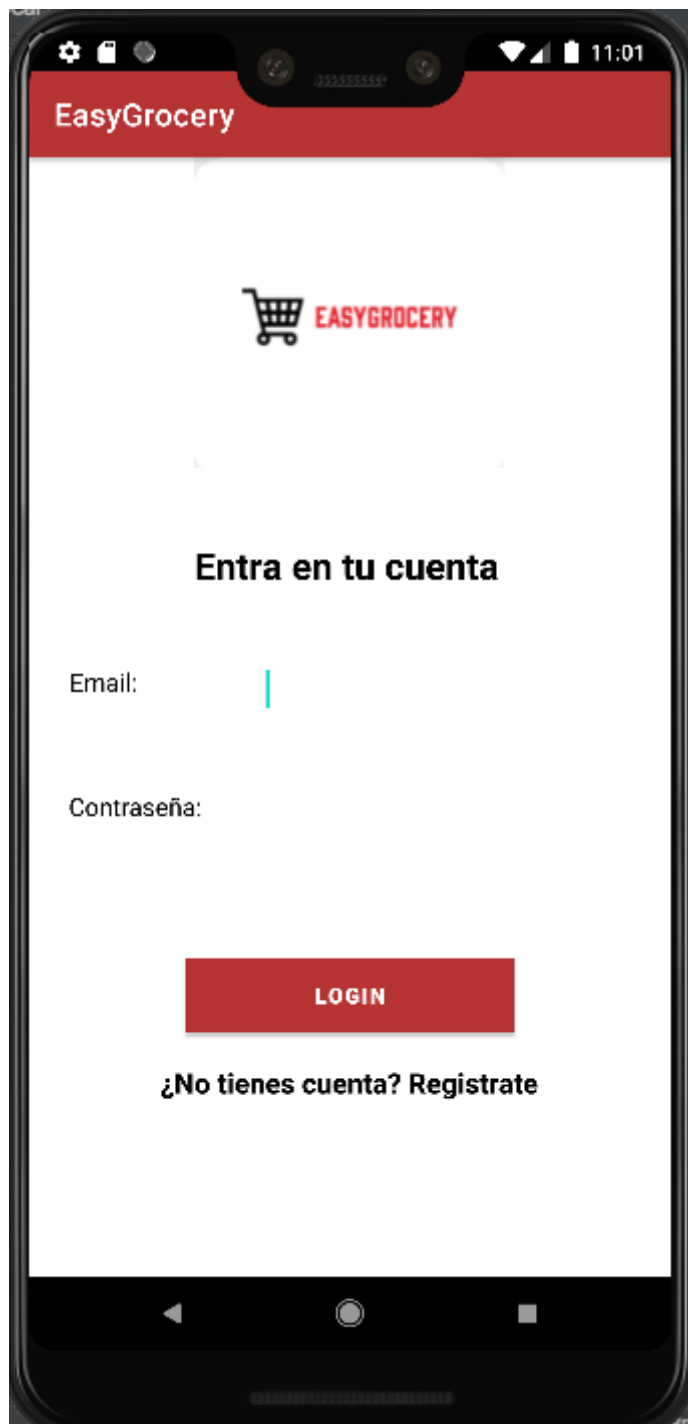 11:01
EasyGrocery
EASYGROCERY
Entra en tu cuenta
Email:
Contraseña:
LOGIN
¿No tienes cuenta? Registrate